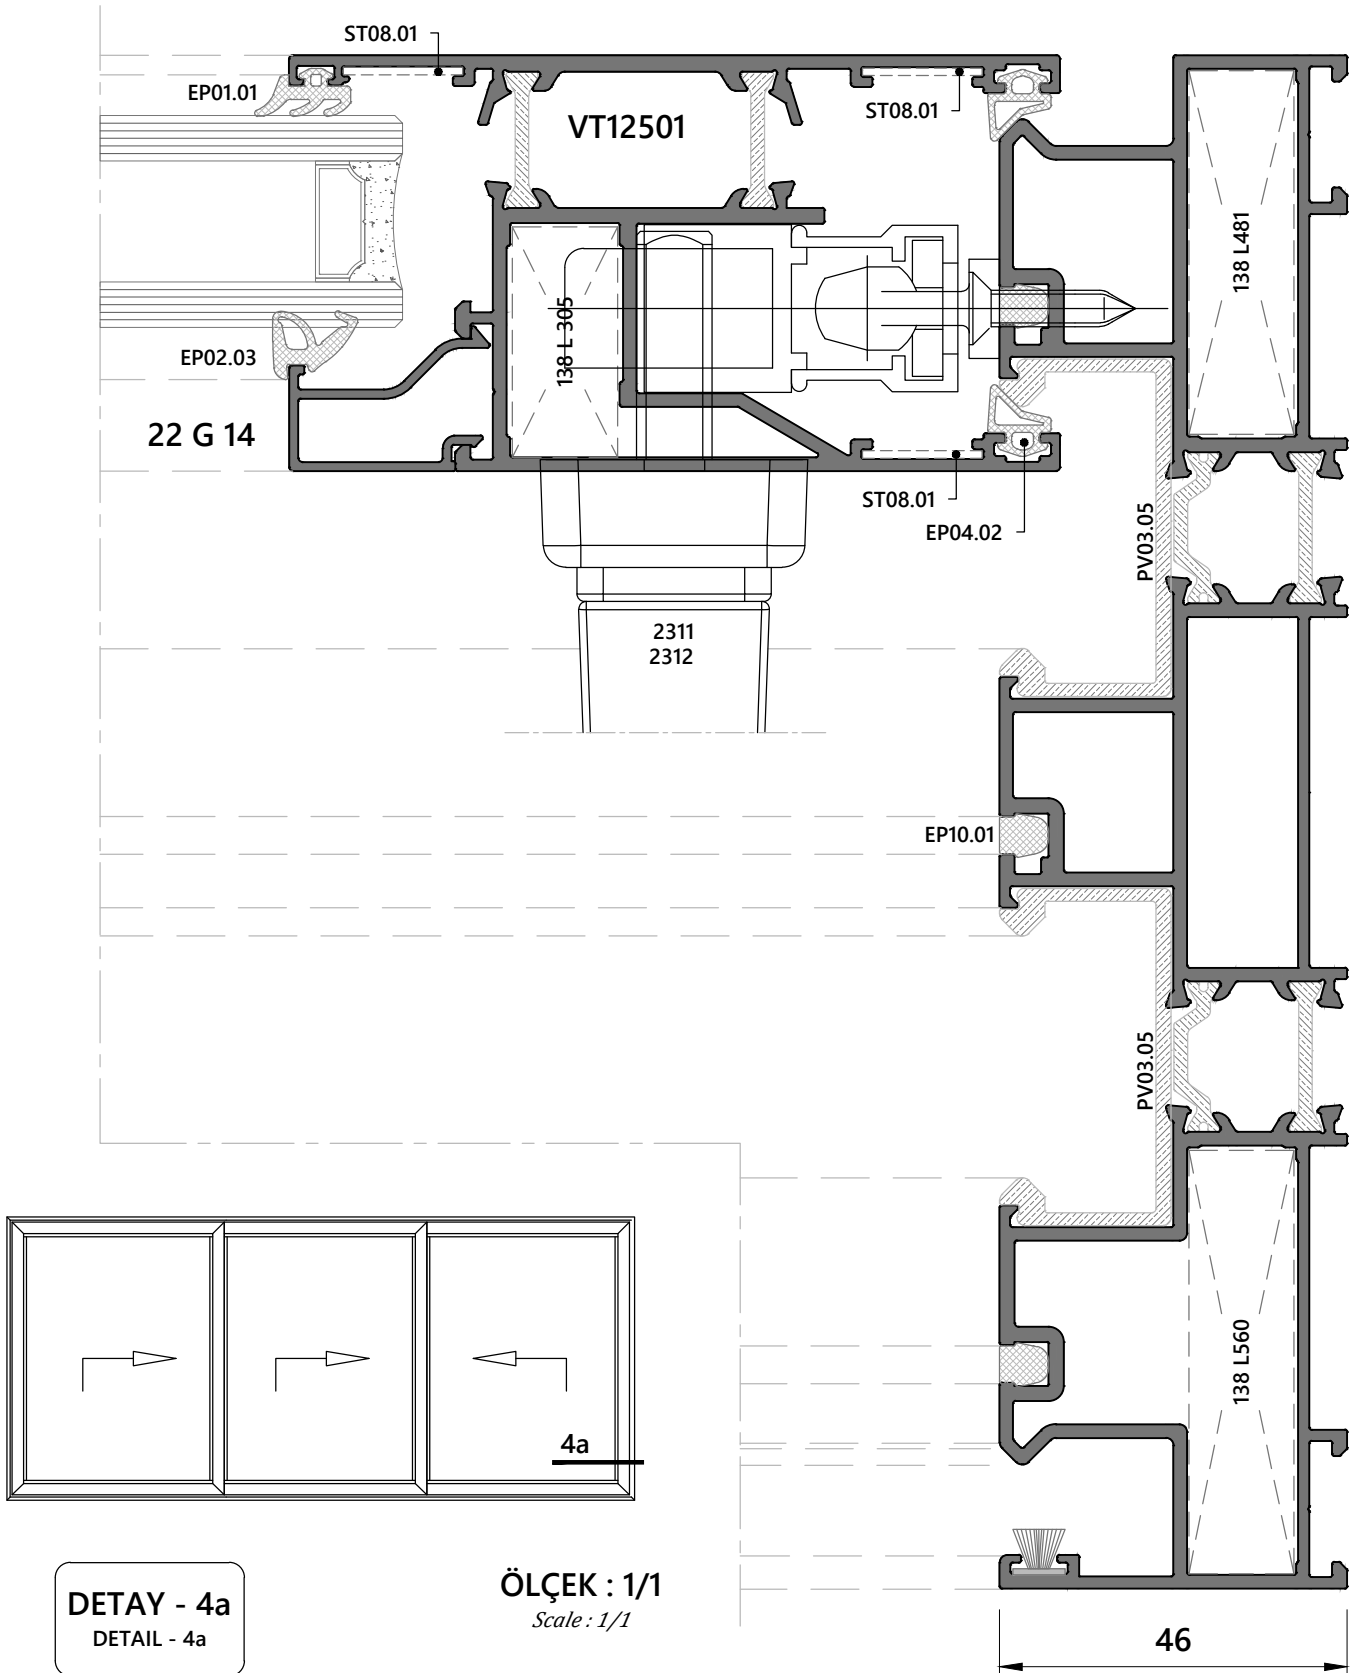 ST08.01
EP01.01
VT12501
ST08.01
138 L481
138 L 305
EP02.03
22 G 14
ST08.01
EP04.02
PV03.05
2311
2312
EP10.01
PV03.05
138 L560
4a
DETAY - 4a
DETAIL - 4a
ÖLÇEK : 1/1
Scale : 1/1
46